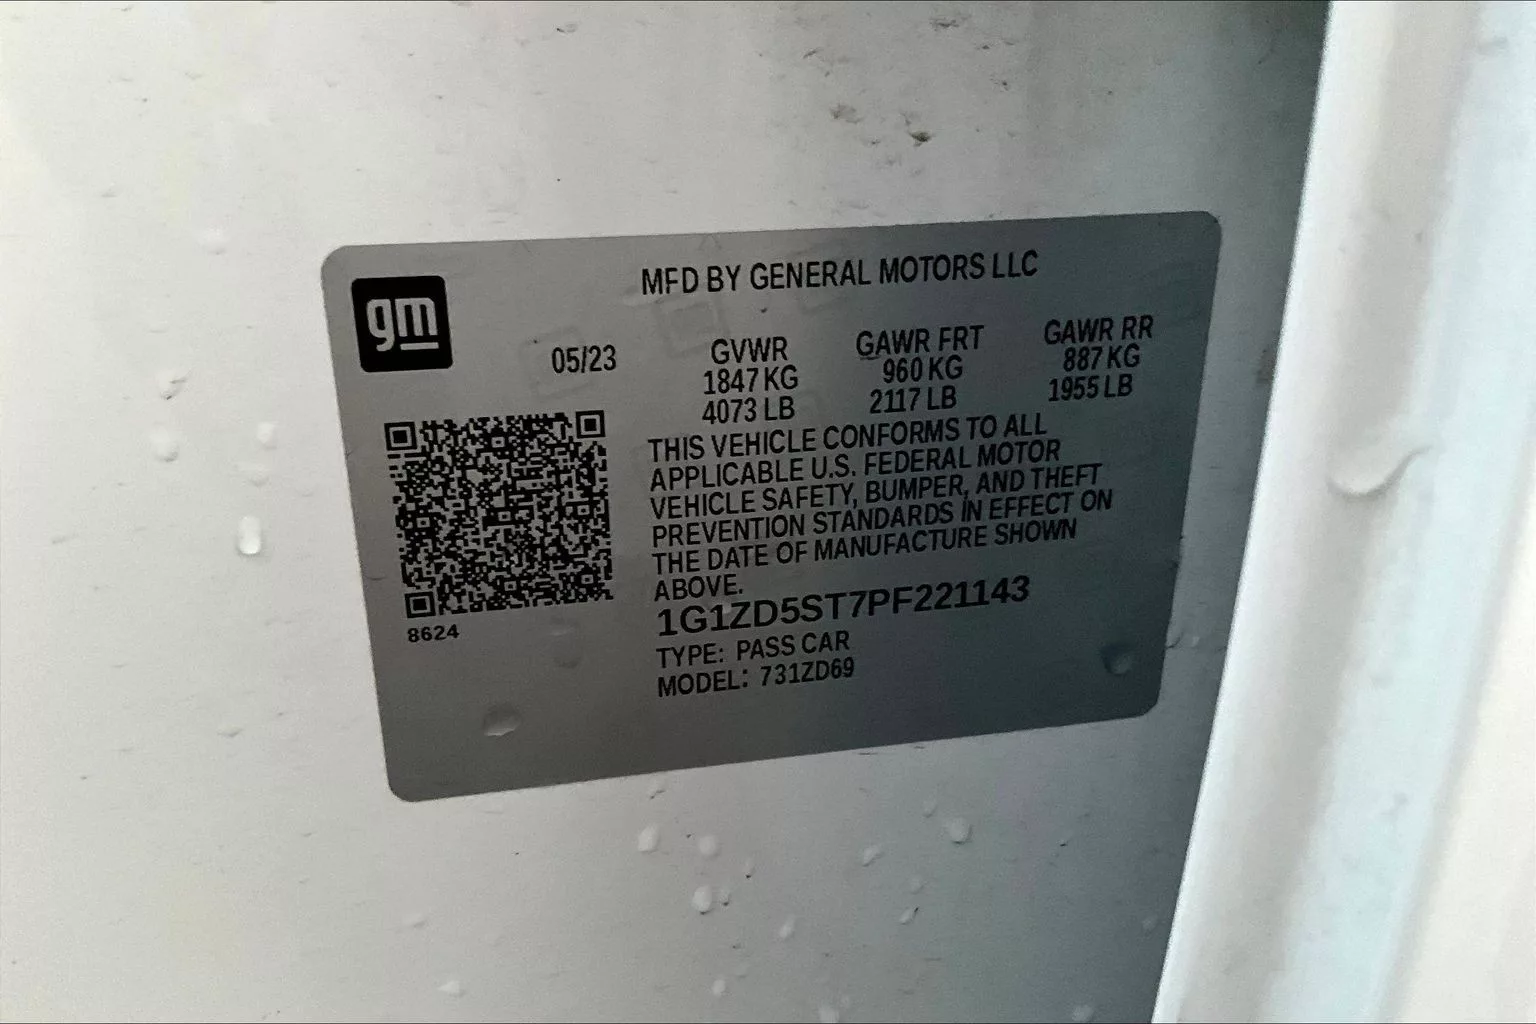 gm
MFD BY GENERAL MOTORS LLC
05/23 GVWR GAWR FRT GAWR RR
1847 KG 960 KG 887 KG
4073 LB 2117 LB 1955 LB
THIS VEHICLE CONFORMS TO ALL
APPLICABLE U.S. FEDERAL MOTOR
VEHICLE SAFETY, BUMPER, AND THEFT
PREVENTION STANDARDS IN EFFECT ON
THE DATE OF MANUFACTURE SHOWN
ABOVE.
1G1ZD5ST7PF221143
TYPE: PASS CAR
MODEL: 731ZD69
8624